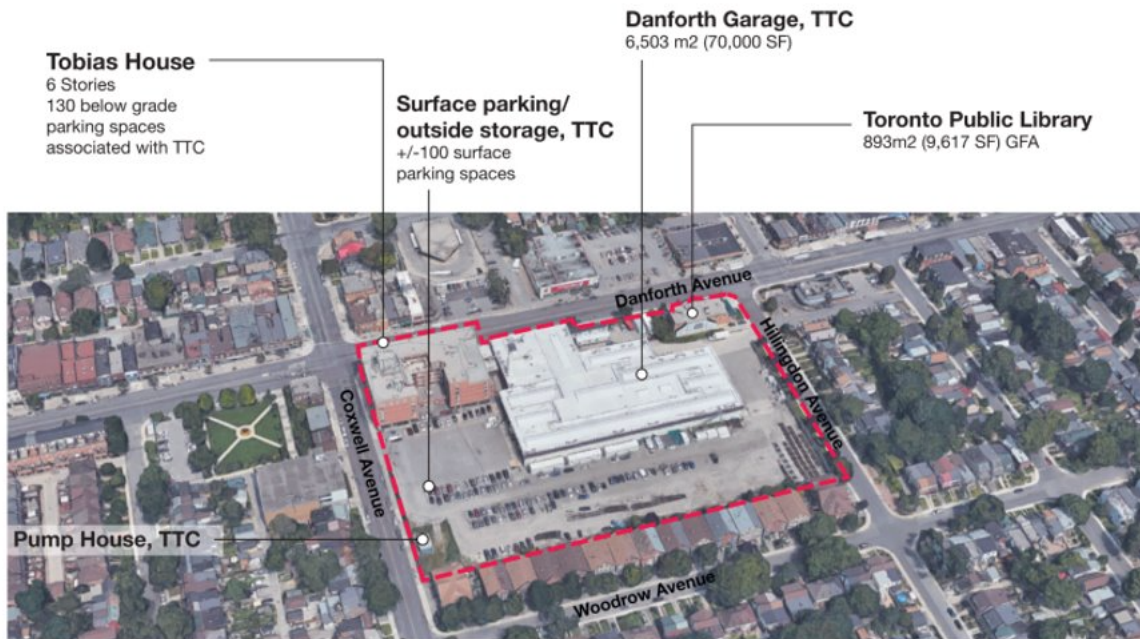 Danforth Garage, TTC
6,503 m2 (70,000 SF)
Tobias House
6 Stories
130 below grade
parking spaces
associated with TTC
Surface parking/
outside storage, TTC
+/-100 surface
parking spaces
Toronto Public Library
893m2 (9,617 SF) GFA
Danforth Avenue
Hillingdon Avenue
Coxwell Avenue
Pump House, TTC
Woodrow Avenue